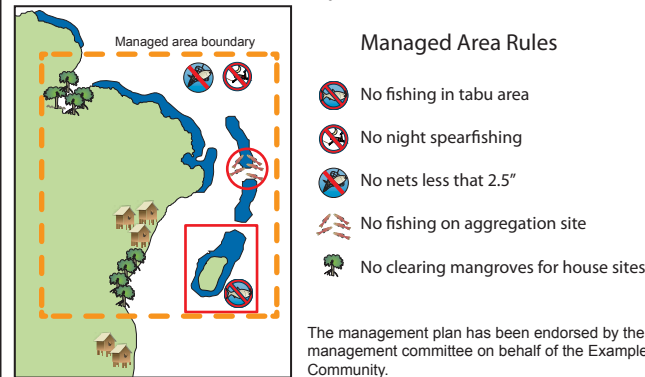 Managed area boundary
Managed Area Rules
No fishing in tabu area
No night spearfishing
No nets less that 2.5”
No fishing on aggregation site
No clearing mangroves for house sites
The management plan has been endorsed by the
management committee on behalf of the Example
Community.